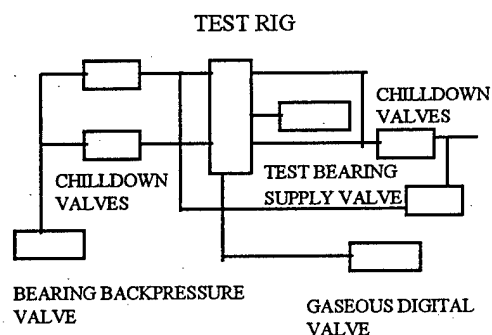 TEST RIG
CHILLDOWN
VALVES
CHILLDOWN
VALVES
TEST BEARING
SUPPLY VALVE
BEARING BACKPRESSURE
VALVE
GASEOUS DIGITAL
VALVE